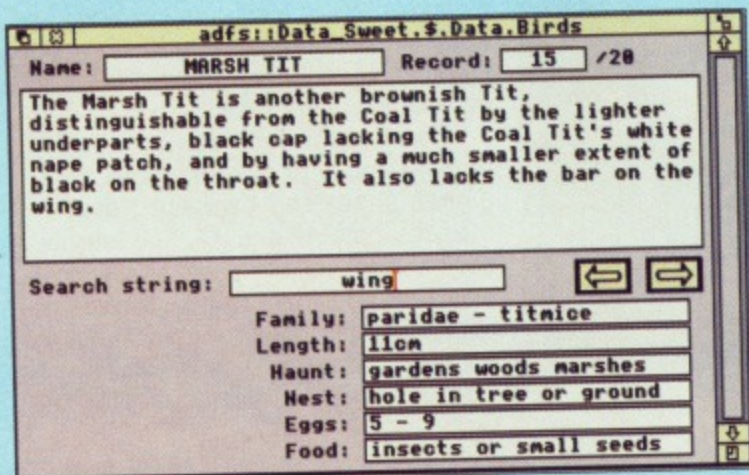 adfs::Data_Sweet.$.Data.Birds
Name: MARSH TIT Record: 15 /20
The Marsh Tit is another brownish Tit,
distinguishable from the Coal Tit by the lighter
underparts, black cap lacking the Coal Tit's white
nape patch, and by having a much smaller extent of
black on the throat.  It also lacks the bar on the
wing.
Search string: wing
Family: paridae - titmice
Length: 11cm
Haunt: gardens woods marshes
Nest: hole in tree or ground
Eggs: 5 - 9
Food: insects or small seeds